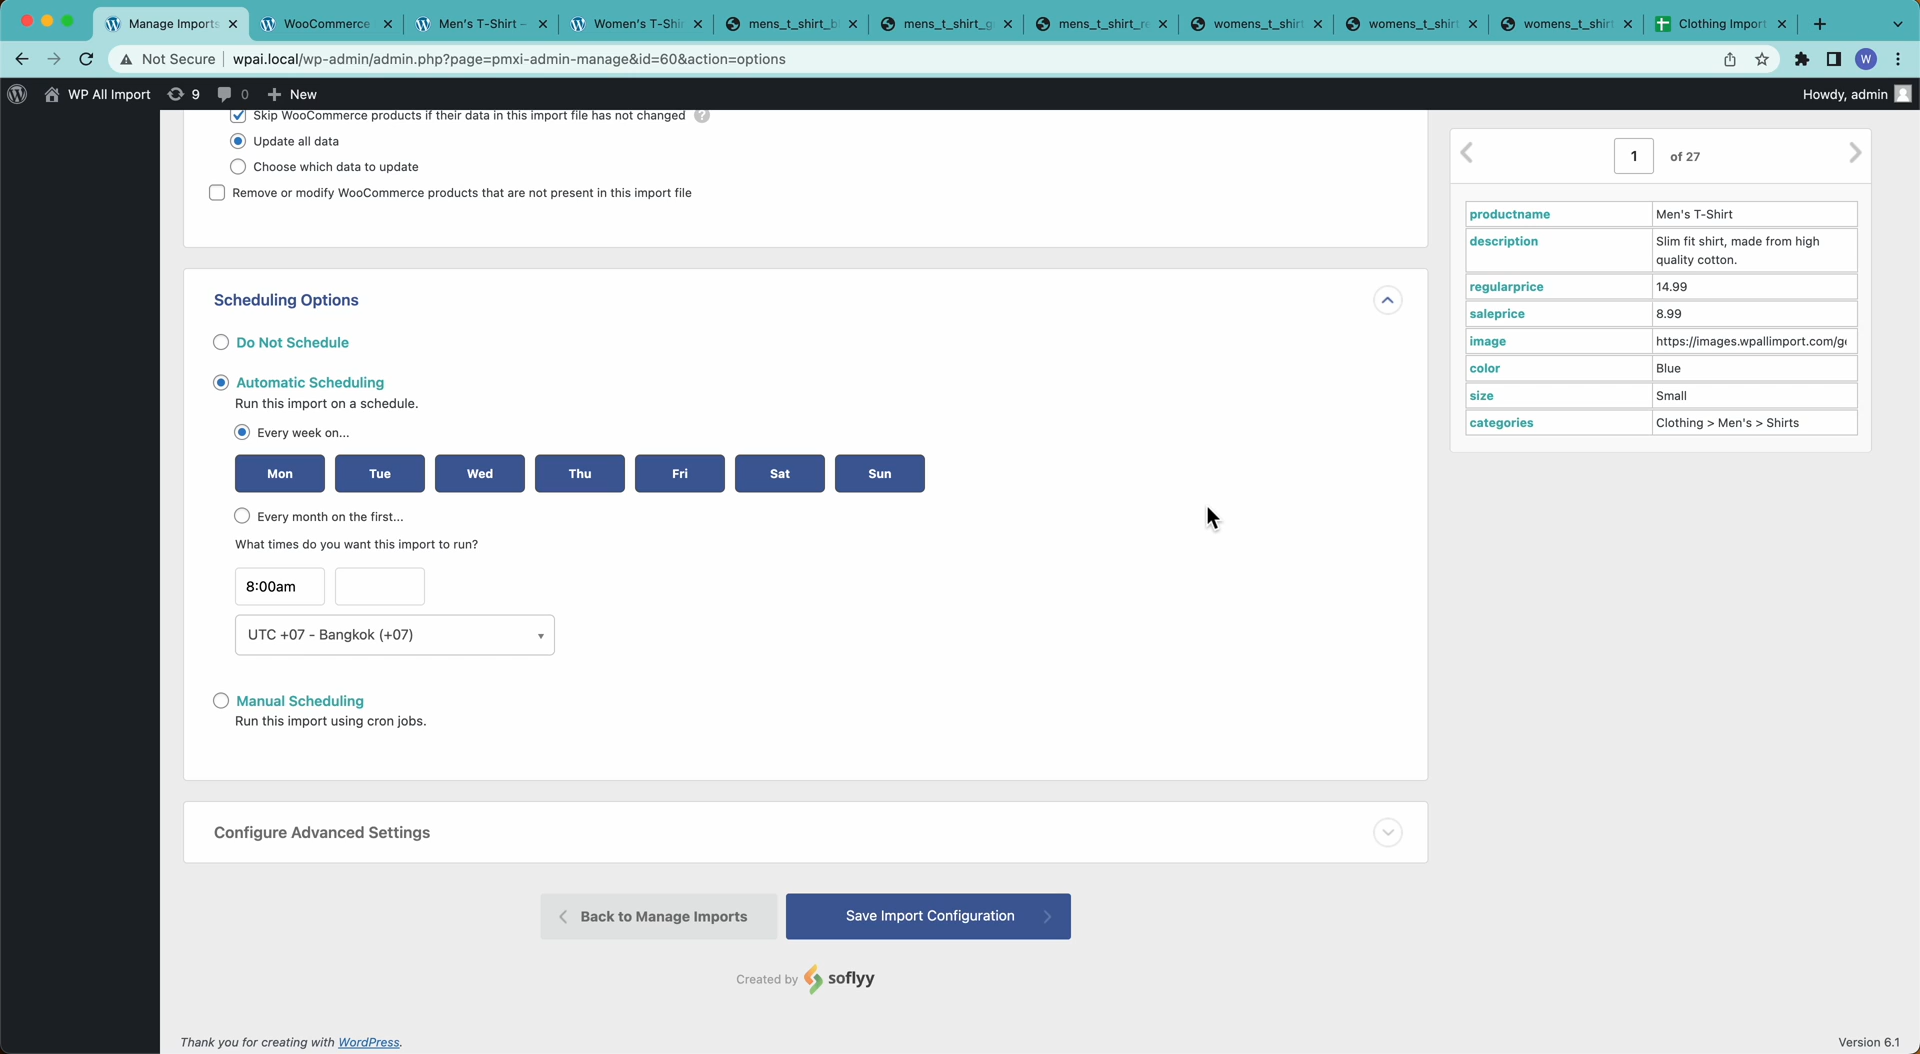 Manage Imports
WooCommerce
Men's T-Shirt –
Women's T-Shir
mens_t_shirt_b
mens_t_shirt_g
mens_t_shirt_re
womens_t_shirt
womens_t_shirt
womens_t_shirt
Clothing Import
Not Secure
wpai.local/wp-admin/admin.php?page=pmxi-admin-manage&id=60&action=options
W
WP All Import
9
0
New
Howdy, admin
Skip WooCommerce products if their data in this import file has not changed ?
Update all data
Choose which data to update
Remove or modify WooCommerce products that are not present in this import file
Scheduling Options
Do Not Schedule
Automatic Scheduling
Run this import on a schedule.
Every week on...
Mon Tue Wed Thu Fri Sat Sun
Every month on the first...
What times do you want this import to run?
8:00am
UTC +07 - Bangkok (+07)
Manual Scheduling
Run this import using cron jobs.
Configure Advanced Settings
Back to Manage Imports
Save Import Configuration
Created by soflyy
Thank you for creating with WordPress.
Version 6.1
1 of 27
productname Men's T-Shirt
description Slim fit shirt, made from high
quality cotton.
regularprice 14.99
saleprice 8.99
image https://images.wpallimport.com/g
color Blue
size Small
categories Clothing > Men's > Shirts